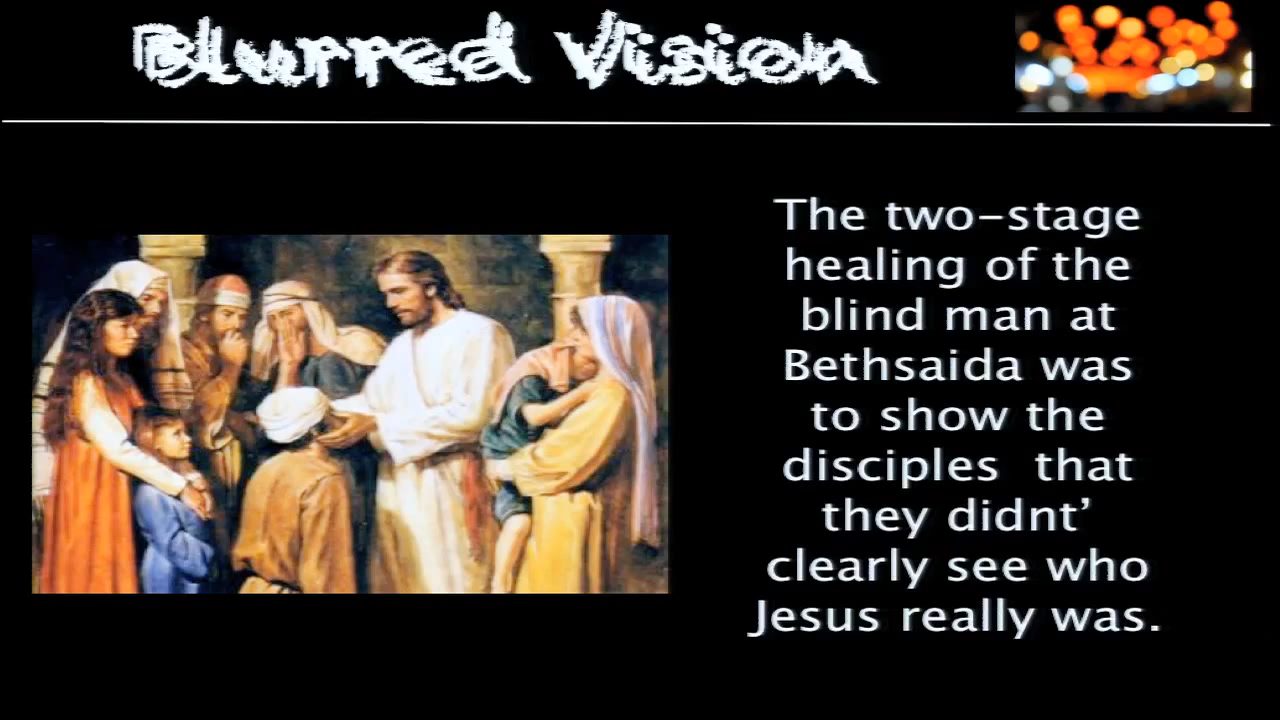 Blurred Vision
The two-stage
healing of the
blind man at
Bethsaida was
to show the
disciples  that
they didnt’
clearly see who
Jesus really was.